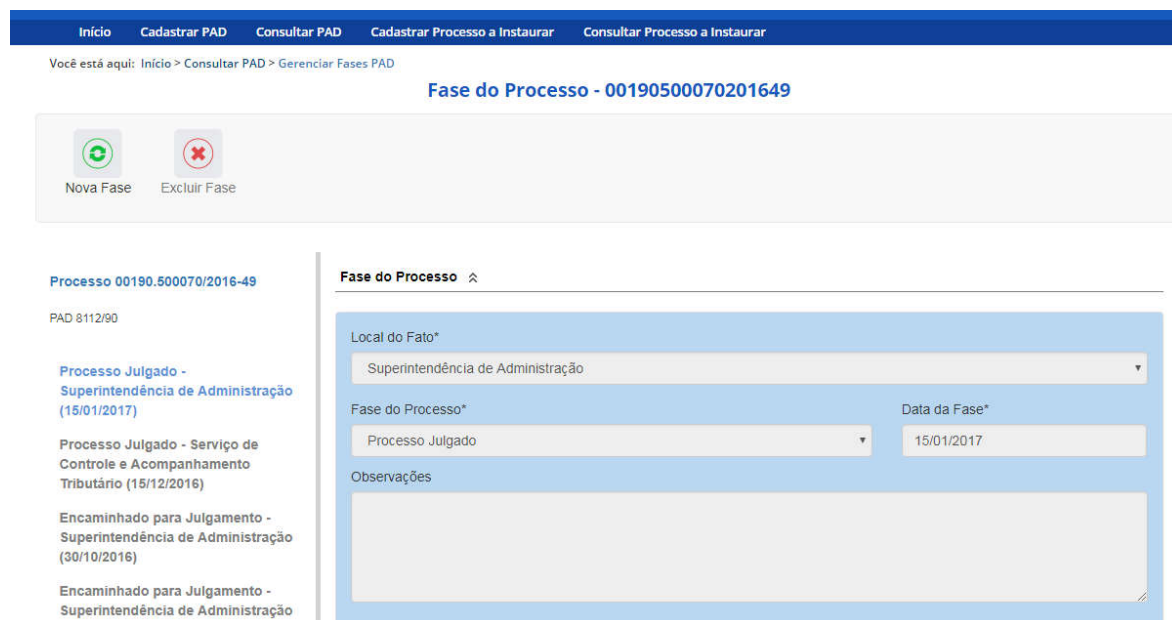 Início Cadastrar PAD Consultar PAD Cadastrar Processo a Instaurar Consultar Processo a Instaurar
Você está aqui: Início > Consultar PAD > Gerenciar Fases PAD
Fase do Processo - 00190500070201649
Nova Fase Excluir Fase
Processo 00190.500070/2016-49
PAD 8112/90
Processo Julgado -
Superintendência de Administração
(15/01/2017)
Processo Julgado - Serviço de
Controle e Acompanhamento
Tributário (15/12/2016)
Encaminhado para Julgamento -
Superintendência de Administração
(30/10/2016)
Encaminhado para Julgamento -
Superintendência de Administração
Fase do Processo
Local do Fato*
Superintendência de Administração
Fase do Processo* Data da Fase*
Processo Julgado 15/01/2017
Observações